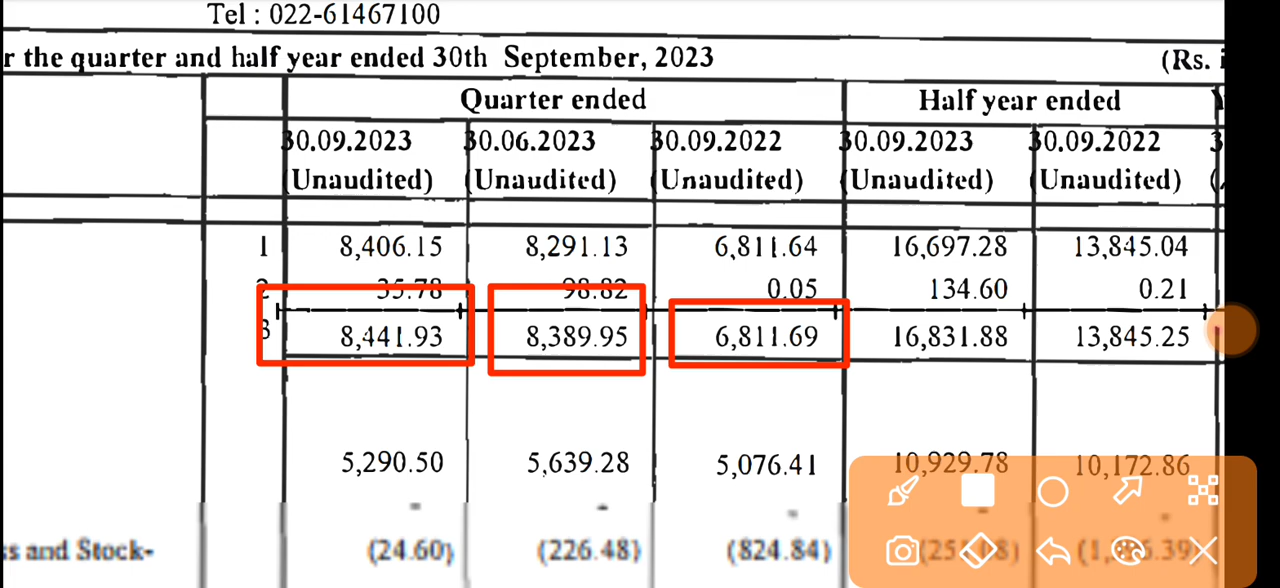 Tel : 022-61467100
r the quarter and half year ended 30th September, 2023 (Rs.
Quarter ended Half year ended
30.09.2023 30.06.2023 30.09.2022 30.09.2023 30.09.2022 3
(Unaudited) (Unaudited) (Unaudited) (Unaudited) (Unaudited) (
1 8,406.15 8,291.13 6,811.64 16,697.28 13,845.04
2 35.78 98.82 0.05 134.60 0.21
3 8,441.93 8,389.95 6,811.69 16,831.88 13,845.25
5,290.50 5,639.28 5,076.41 10,929.78 10,172.86
- - - -
s and Stock- (24.60) (226.48) (824.84)